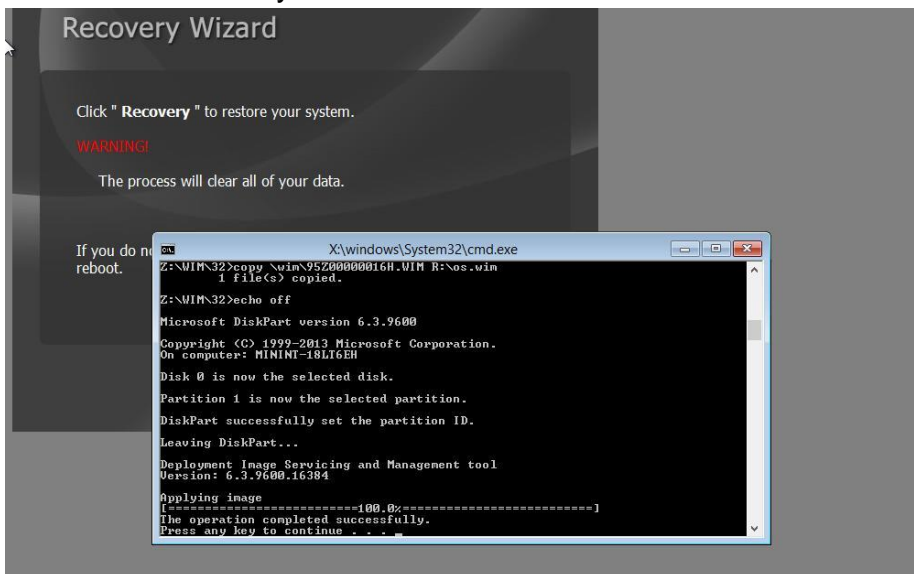 Recovery Wizard
Click " Recovery " to restore your system.
WARNING!
The process will clear all of your data.
If you do
reboot.
X:\windows\System32\cmd.exe
Z:\WIM\32>copy \wim\95Z00000016H.WIM R:\os.wim
1 file(s) copied.
Z:\WIM\32>echo off
Microsoft DiskPart version 6.3.9600
Copyright (C) 1999-2013 Microsoft Corporation.
On computer: MININT-18LT6EH
Disk 0 is now the selected disk.
Partition 1 is now the selected partition.
DiskPart successfully set the partition ID.
Leaving DiskPart...
Deployment Image Servicing and Management tool
Version: 6.3.9600.16384
Applying image
[==========================100.0%==========================]
The operation completed successfully.
Press any key to continue . . . _